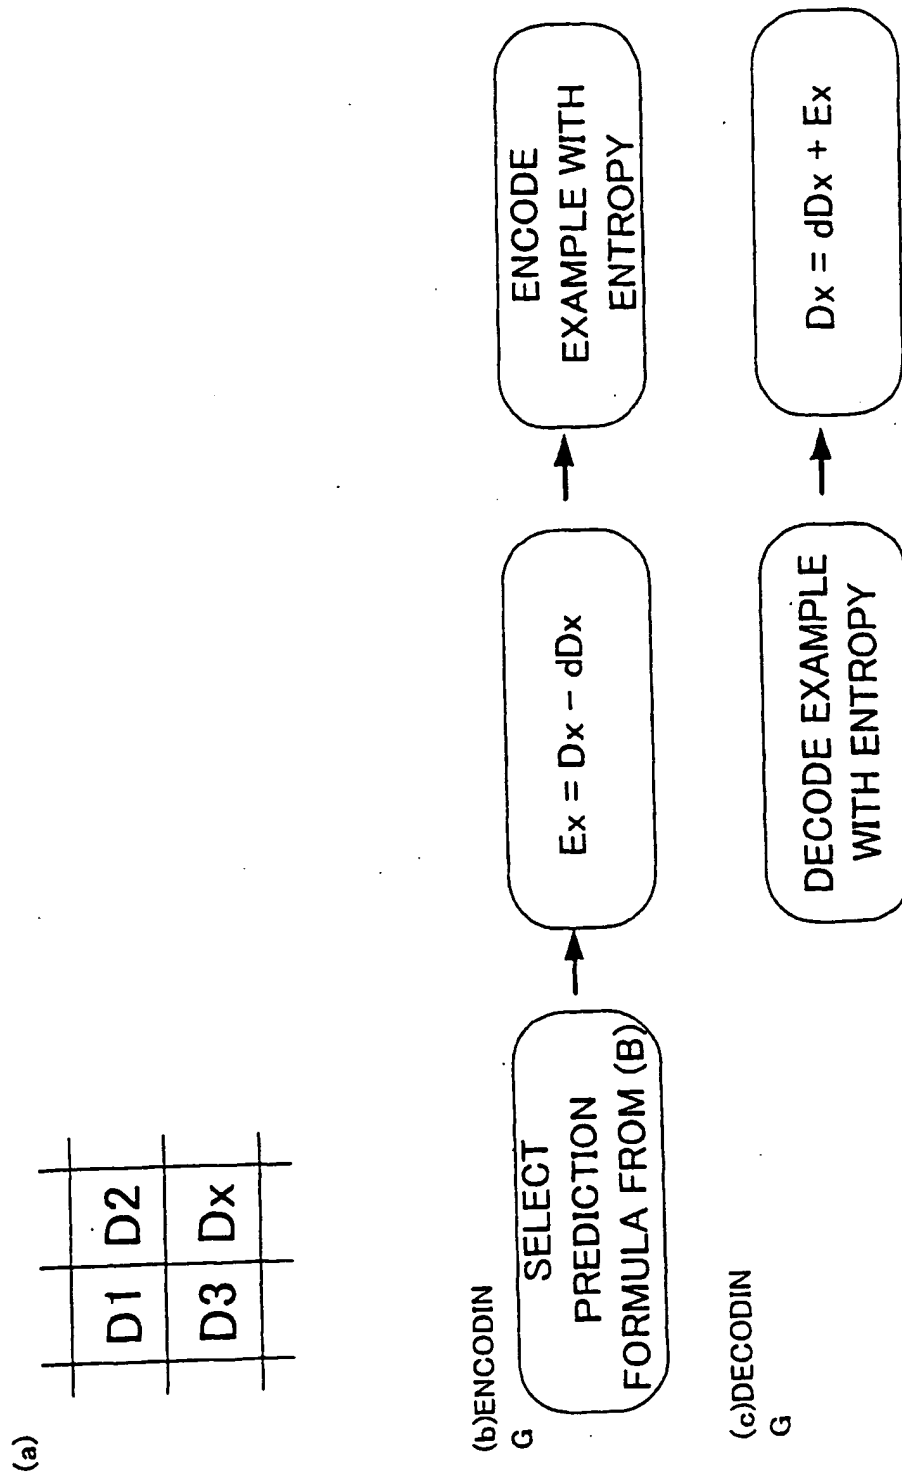 (a)
D1 D2
D3 Dx
(b)ENCODIN
G
SELECT
PREDICTION
FORMULA FROM (B)
Ex = Dx − dDx
ENCODE
EXAMPLE WITH
ENTROPY
(c)DECODIN
G
DECODE EXAMPLE
WITH ENTROPY
Dx = dDx + Ex